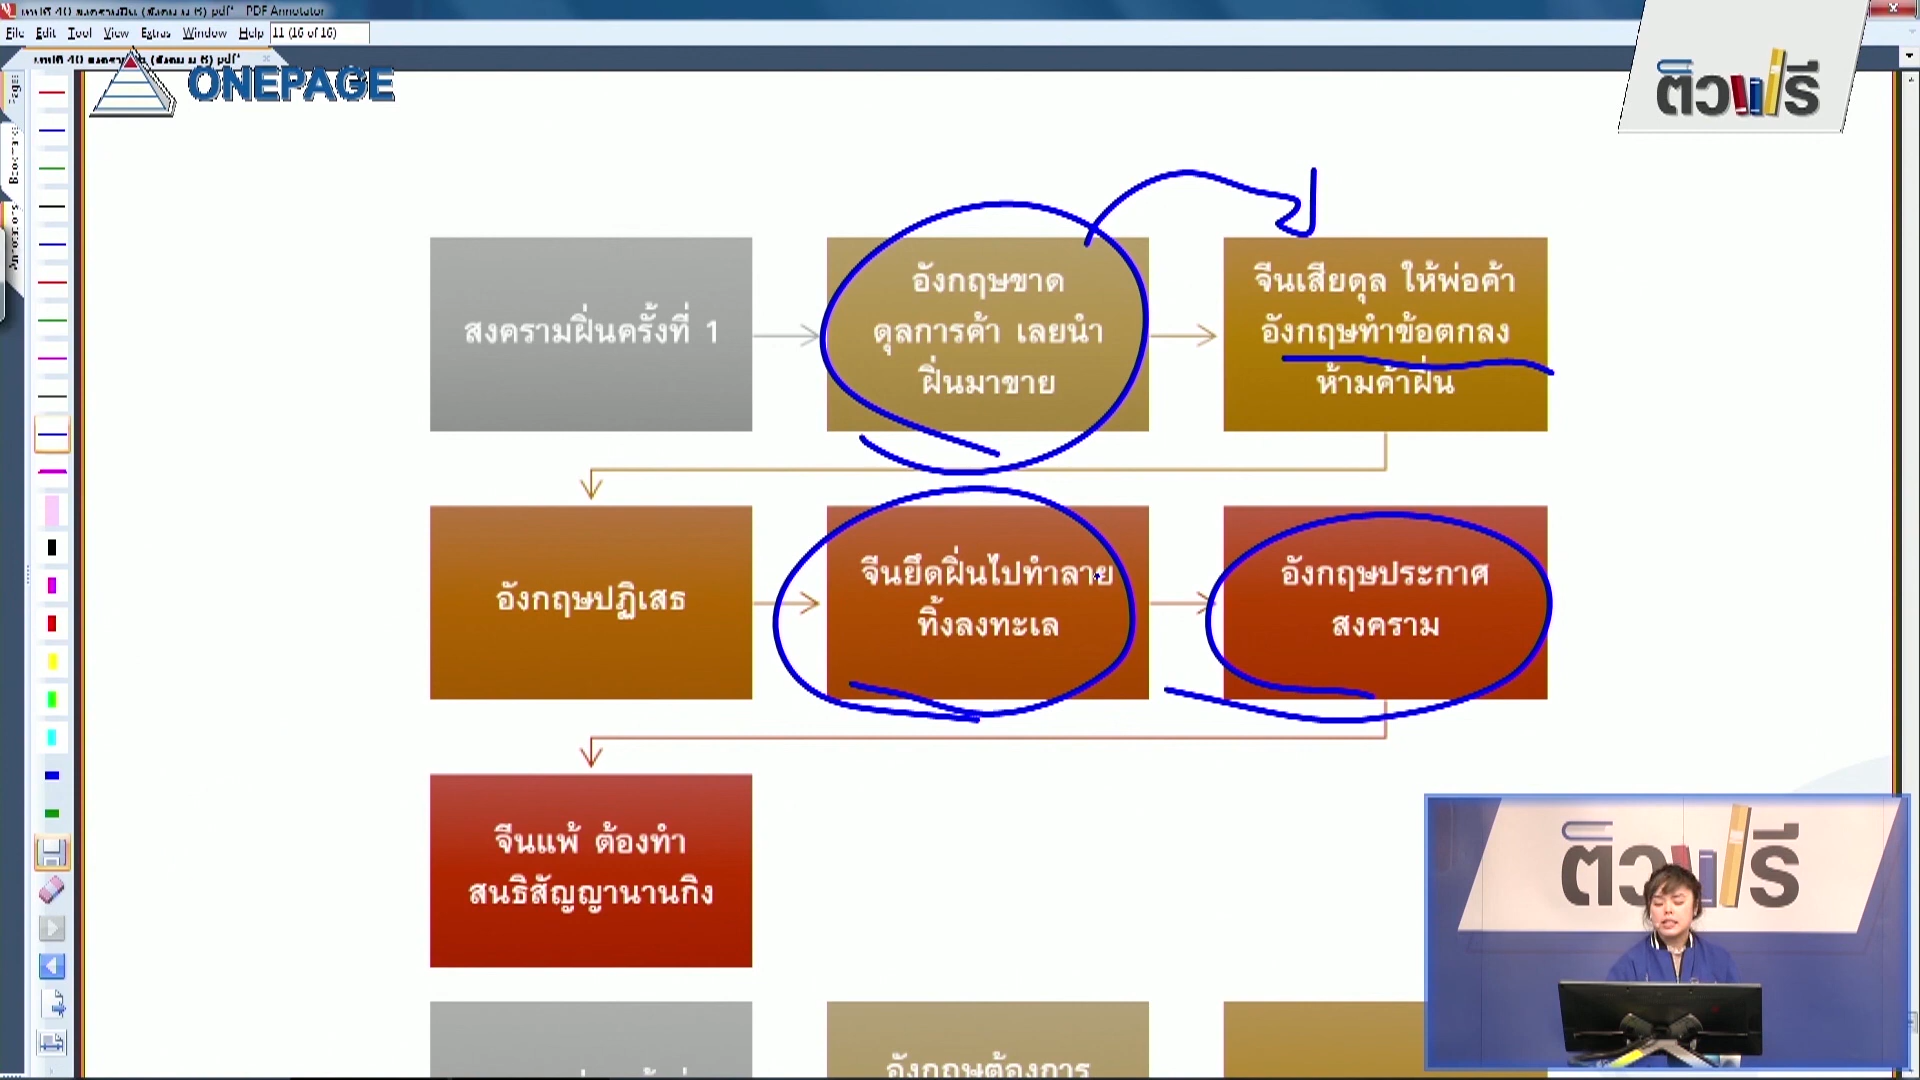 PDF Annotator
File Edit Tool View Extras Window Help 11 (16 of 16)
ONEPAGE
ติวฟรี
สงครามฝิ่นครั้งที่ 1
อังกฤษขาด
ดุลการค้า เลยนำ
ฝิ่นมาขาย
จีนเสียดุล ให้พ่อค้า
อังกฤษทำข้อตกลง
ห้ามค้าฝิ่น
อังกฤษปฏิเสธ
จีนยึดฝิ่นไปทำลาย
ทิ้งลงทะเล
อังกฤษประกาศ
สงคราม
จีนแพ้ ต้องทำ
สนธิสัญญานานกิง
อังกฤษต้องการ
ติวฟรี